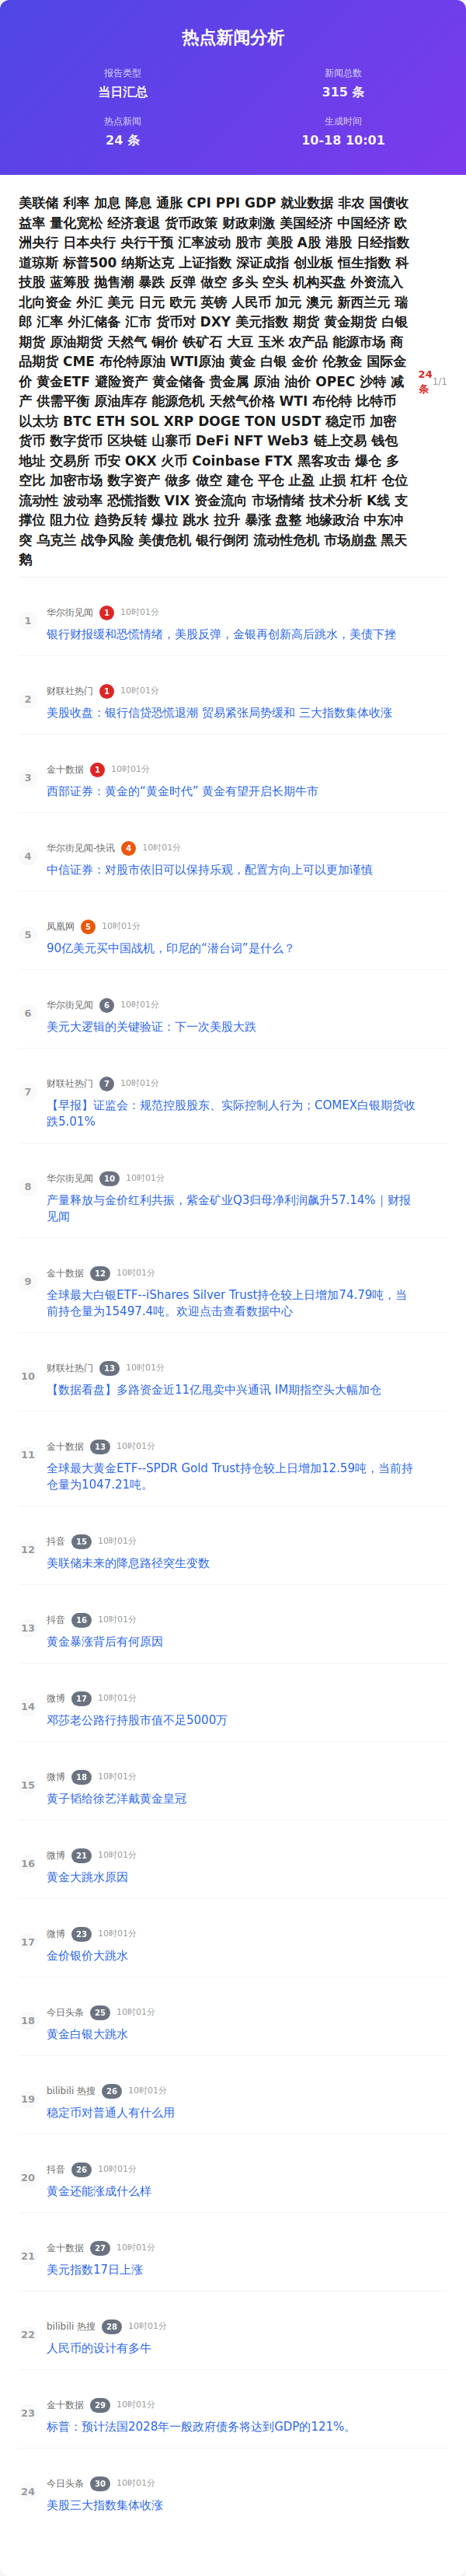 热点新闻分析
报告类型
当日汇总
新闻总数
315 条
热点新闻
24 条
生成时间
10-18 10:01
美联储 利率 加息 降息 通胀 CPI PPI GDP 就业数据 非农 国债收
益率 量化宽松 经济衰退 货币政策 财政刺激 美国经济 中国经济 欧
洲央行 日本央行 央行干预 汇率波动 股市 美股 A股 港股 日经指数
道琼斯 标普500 纳斯达克 上证指数 深证成指 创业板 恒生指数 科
技股 蓝筹股 抛售潮 暴跌 反弹 做空 多头 空头 机构买盘 外资流入
北向资金 外汇 美元 日元 欧元 英镑 人民币 加元 澳元 新西兰元 瑞
郎 汇率 外汇储备 汇市 货币对 DXY 美元指数 期货 黄金期货 白银
期货 原油期货 天然气 铜价 铁矿石 大豆 玉米 农产品 能源市场 商
品期货 CME 布伦特原油 WTI原油 黄金 白银 金价 伦敦金 国际金
价 黄金ETF 避险资产 黄金储备 贵金属 原油 油价 OPEC 沙特 减
产 供需平衡 原油库存 能源危机 天然气价格 WTI 布伦特 比特币
以太坊 BTC ETH SOL XRP DOGE TON USDT 稳定币 加密
货币 数字货币 区块链 山寨币 DeFi NFT Web3 链上交易 钱包
地址 交易所 币安 OKX 火币 Coinbase FTX 黑客攻击 爆仓 多
空比 加密市场 数字资产 做多 做空 建仓 平仓 止盈 止损 杠杆 仓位
流动性 波动率 恐慌指数 VIX 资金流向 市场情绪 技术分析 K线 支
撑位 阻力位 趋势反转 爆拉 跳水 拉升 暴涨 盘整 地缘政治 中东冲
突 乌克兰 战争风险 美债危机 银行倒闭 流动性危机 市场崩盘 黑天
鹅
24
条
1/1
1
华尔街见闻 1 10时01分
银行财报缓和恐慌情绪，美股反弹，金银再创新高后跳水，美债下挫
2
财联社热门 1 10时01分
美股收盘：银行信贷恐慌退潮 贸易紧张局势缓和 三大指数集体收涨
3
金十数据 1 10时01分
西部证券：黄金的“黄金时代” 黄金有望开启长期牛市
4
华尔街见闻-快讯 4 10时01分
中信证券：对股市依旧可以保持乐观，配置方向上可以更加谨慎
5
凤凰网 5 10时01分
90亿美元买中国战机，印尼的“潜台词”是什么？
6
华尔街见闻 6 10时01分
美元大逻辑的关键验证：下一次美股大跌
7
财联社热门 7 10时01分
【早报】证监会：规范控股股东、实际控制人行为；COMEX白银期货收
跌5.01%
8
华尔街见闻 10 10时01分
产量释放与金价红利共振，紫金矿业Q3归母净利润飙升57.14%｜财报
见闻
9
金十数据 12 10时01分
全球最大白银ETF--iShares Silver Trust持仓较上日增加74.79吨，当
前持仓量为15497.4吨。欢迎点击查看数据中心
10
财联社热门 13 10时01分
【数据看盘】多路资金近11亿甩卖中兴通讯 IM期指空头大幅加仓
11
金十数据 13 10时01分
全球最大黄金ETF--SPDR Gold Trust持仓较上日增加12.59吨，当前持
仓量为1047.21吨。
12
抖音 15 10时01分
美联储未来的降息路径突生变数
13
抖音 16 10时01分
黄金暴涨背后有何原因
14
微博 17 10时01分
邓莎老公路行持股市值不足5000万
15
微博 18 10时01分
黄子韬给徐艺洋戴黄金皇冠
16
微博 21 10时01分
黄金大跳水原因
17
微博 23 10时01分
金价银价大跳水
18
今日头条 25 10时01分
黄金白银大跳水
19
bilibili 热搜 26 10时01分
稳定币对普通人有什么用
20
抖音 26 10时01分
黄金还能涨成什么样
21
金十数据 27 10时01分
美元指数17日上涨
22
bilibili 热搜 28 10时01分
人民币的设计有多牛
23
金十数据 29 10时01分
标普：预计法国2028年一般政府债务将达到GDP的121%。
24
今日头条 30 10时01分
美股三大指数集体收涨